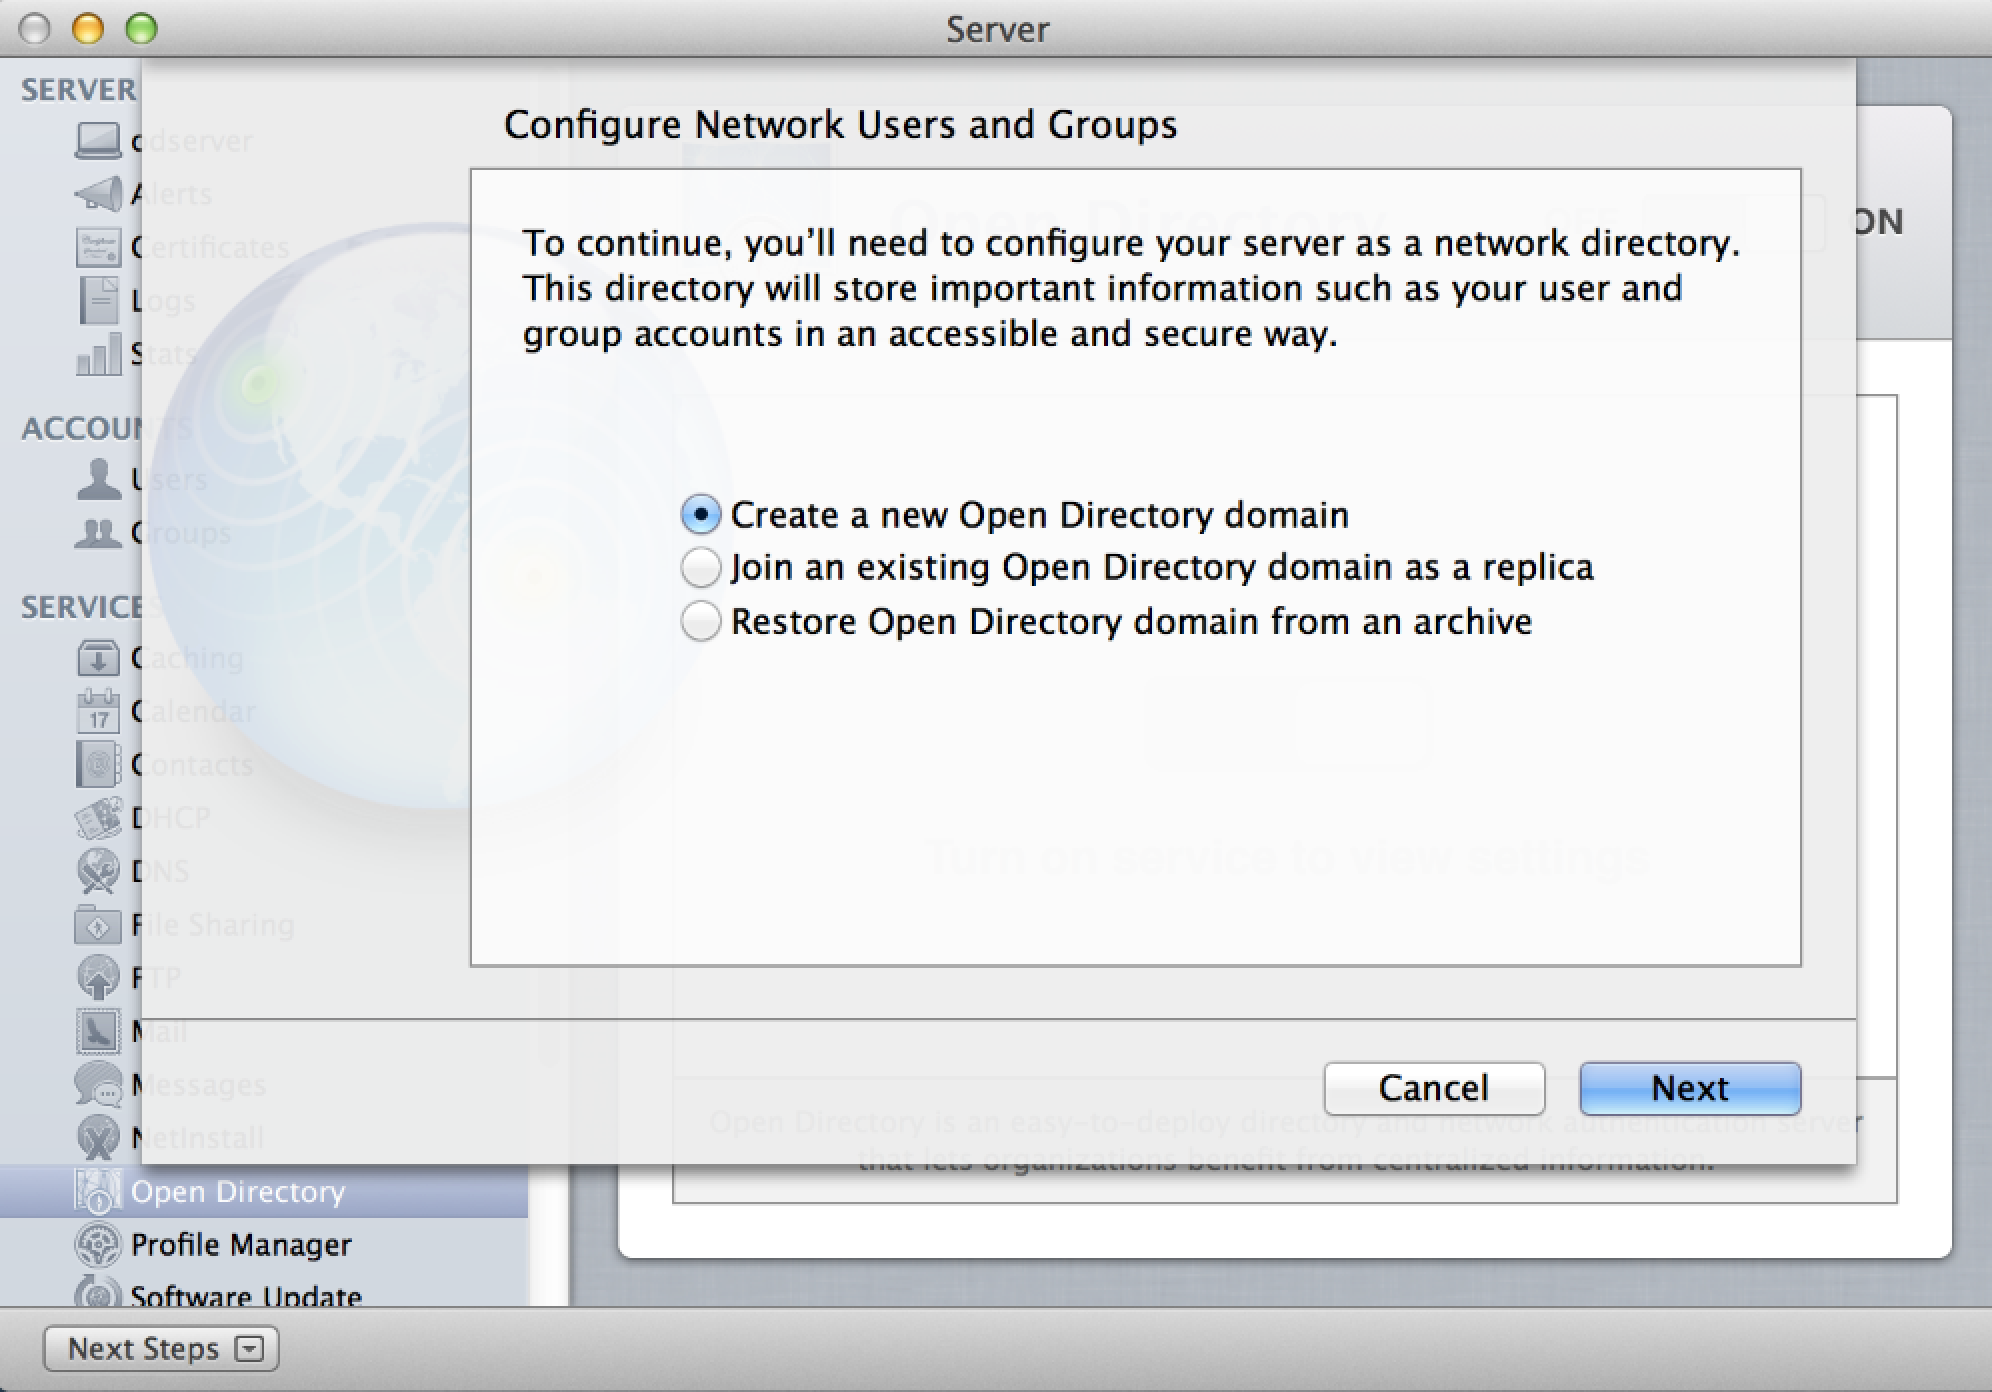 Server
SERVER
odserver
Alerts
Certificates
Logs
Stats
ACCOUNTS
Users
Groups
SERVICES
Caching
Calendar
17
Contacts
DHCP
DNS
File Sharing
FTP
Mail
Messages
NetInstall
Open Directory
Profile Manager
Software Update
Configure Network Users and Groups
Open Directory
OFF
ON
To continue, you’ll need to configure your server as a network directory.
This directory will store important information such as your user and
group accounts in an accessible and secure way.
Create a new Open Directory domain
Join an existing Open Directory domain as a replica
Restore Open Directory domain from an archive
Turn on service to view settings
Cancel
Next
Open Directory is an easy-to-deploy directory and network authentication server
that lets organizations benefit from centralized information.
Next Steps